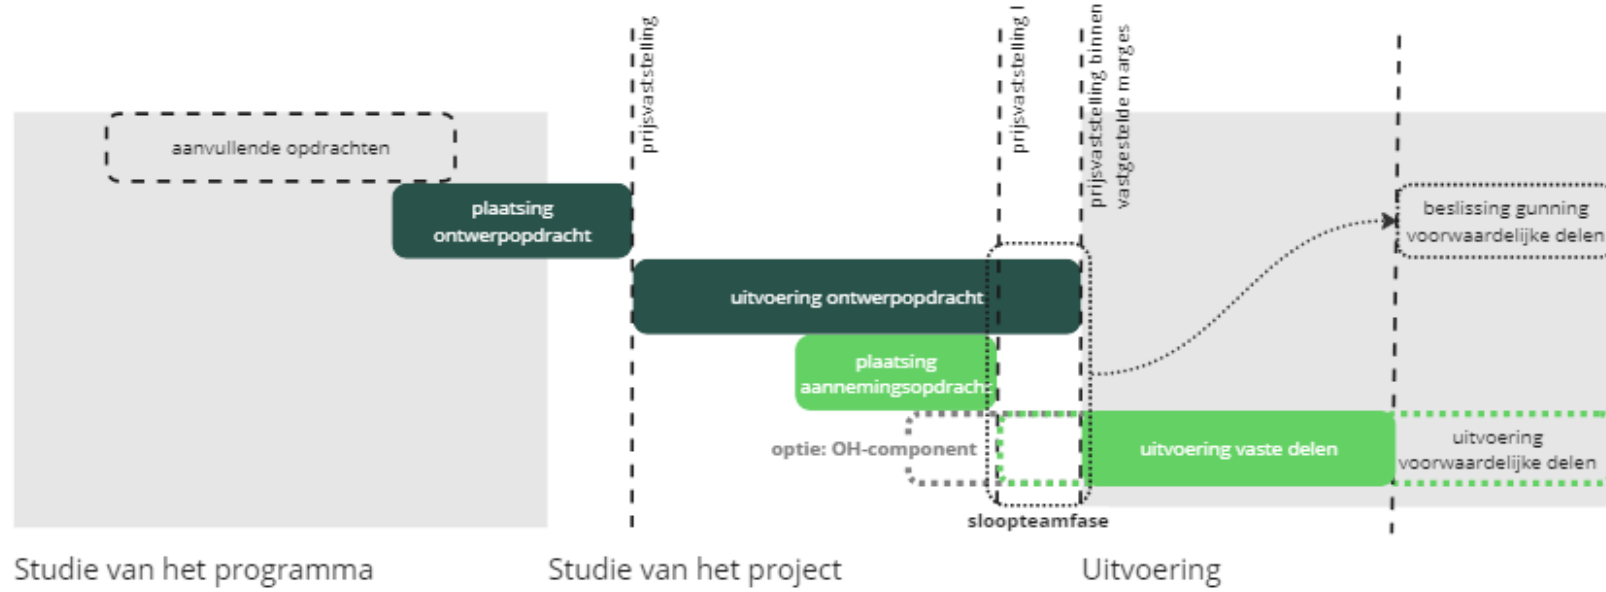 prijsvaststelling
prijsvaststelling
prijsvaststelling binnen
vastgestelde marges
aanvullende opdrachten
plaatsing
ontwerpopdracht
beslissing gunning
voorwaardelijke delen
uitvoering ontwerpopdracht
plaatsing
aannemingsopdrach
optie: OH-component
uitvoering vaste delen
uitvoering
voorwaardelijke delen
sloopteamfase
Studie van het programma
Studie van het project
Uitvoering